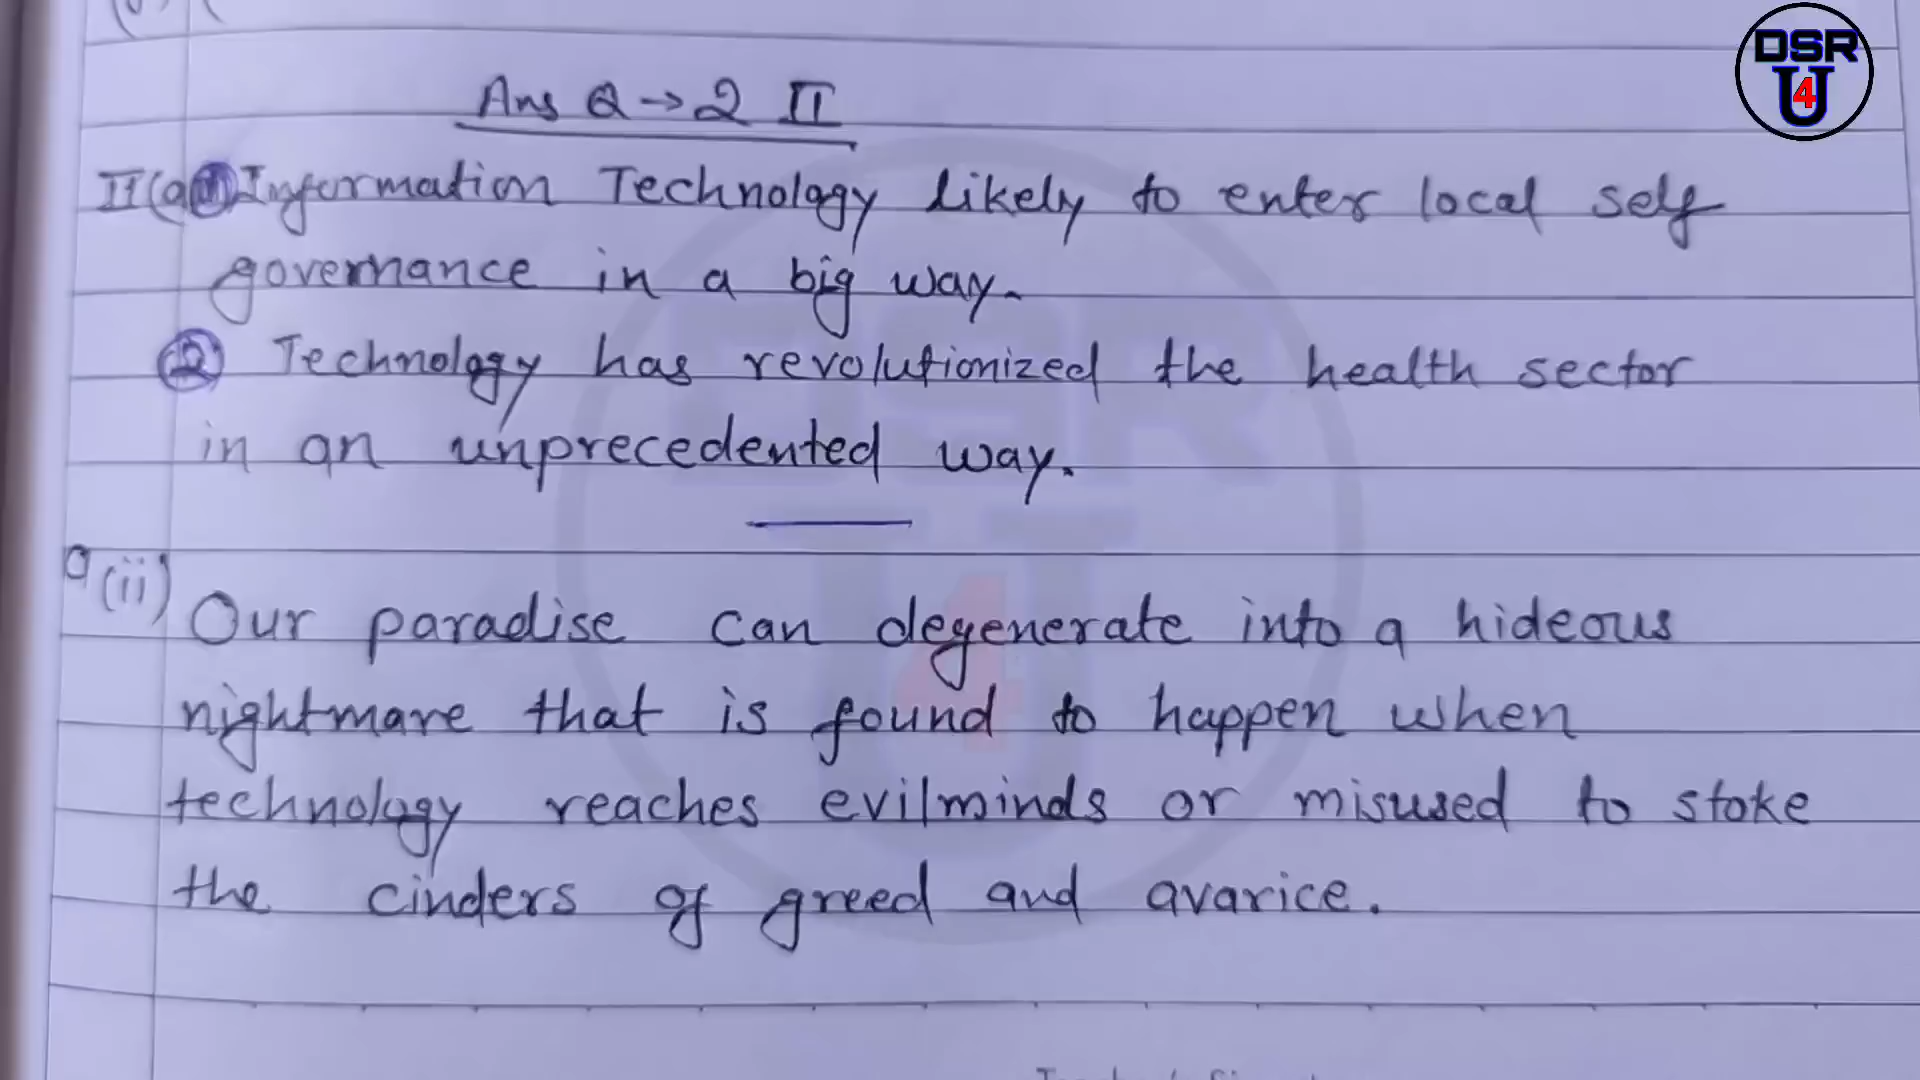 DSR
U
4
Ans Q → 2 II
II (a) Information Technology likely to enter local self
governance in a big way.
(2) Technology has revolutionized the health sector
in an unprecedented way.
(ii) Our paradise can degenerate into a hideous
nightmare that is found to happen when
technology reaches evilminds or misused to stoke
the cinders of greed and avarice.